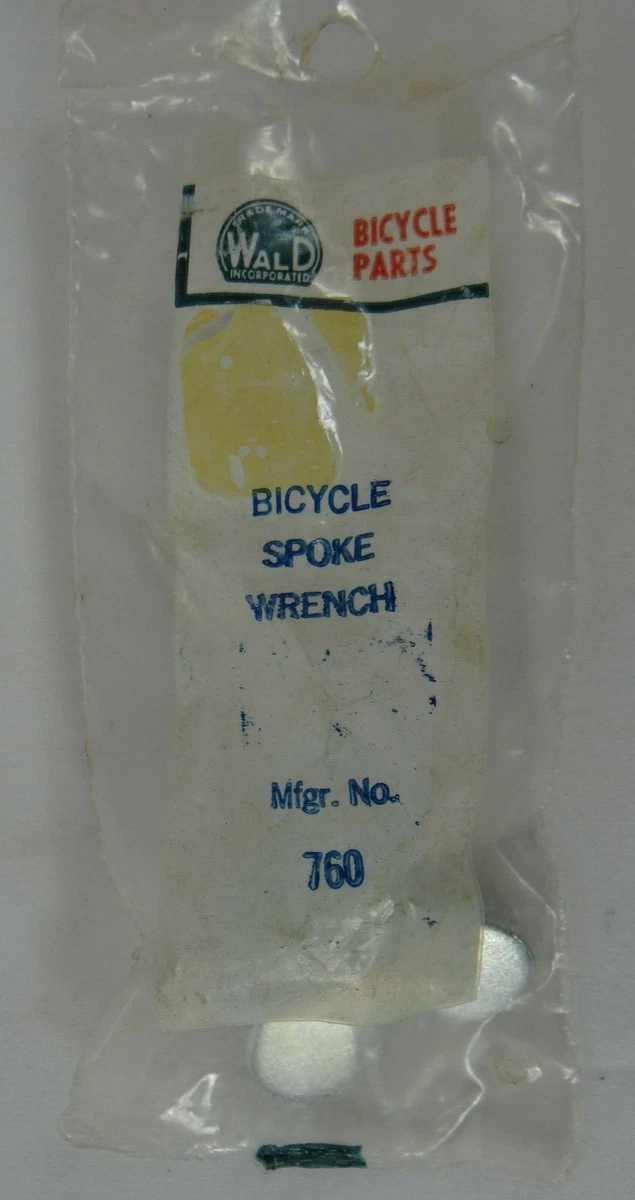 TRADE MARK
WALD
INCORPORATED
BICYCLE
PARTS
BICYCLE
SPOKE
WRENCH
Mfgr. No.
760